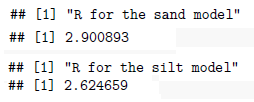 ## [1] "R for the sand model"
## [1] 2.900893
## [1] "R for the silt model"
## [1] 2.624659